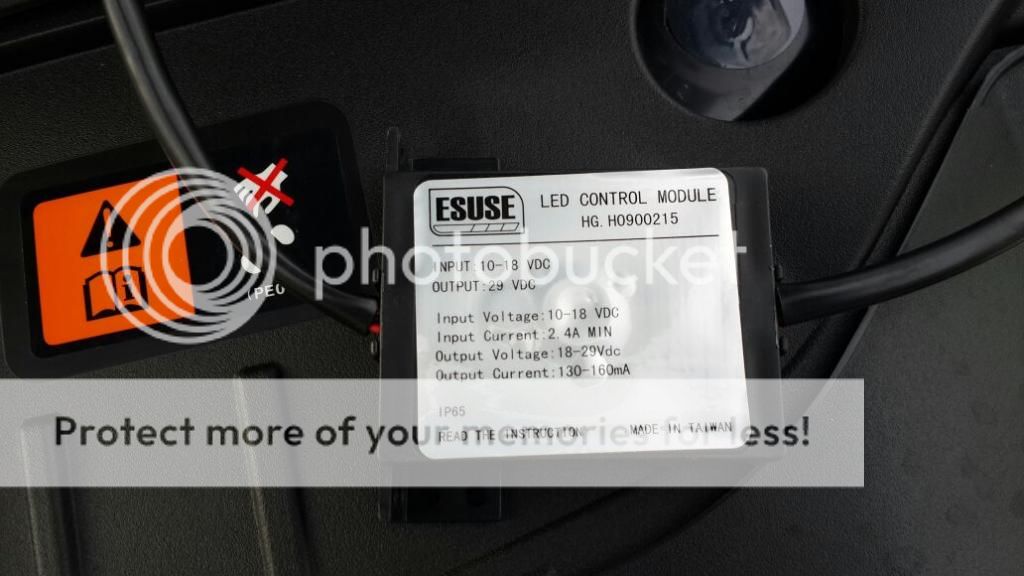 ESUSE
LED CONTROL MODULE
HG.H0900215
INPUT:10-18 VDC
OUTPUT:29 VDC
Input Voltage:10-18 VDC
Input Current:2.4A MIN
Output Voltage:18-29Vdc
Output Current:130-160mA
IP65
READ THE INSTRUCTION MADE IN TAIWAN
(PEU
photobucket
Protect more of your memories for less!